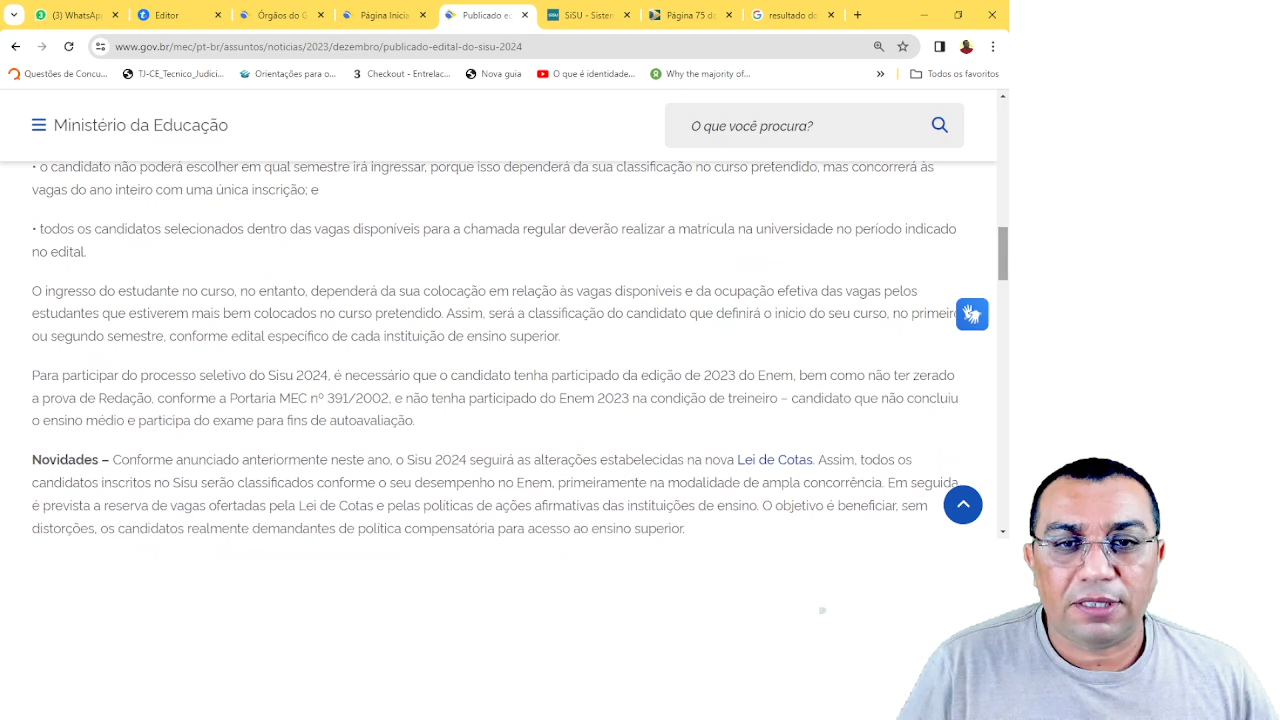 (3) WhatsApp
Editor
Órgãos do G
Página Inicia
Publicado ed
SiSU - Sisten
Página 75 de
resultado do
www.gov.br/mec/pt-br/assuntos/noticias/2023/dezembro/publicado-edital-do-sisu-2024
Questões de Concu...
TJ-CE_Tecnico_Judici...
Orientações para o...
Checkout - Entrelac...
Nova guia
O que é identidade...
Why the majority of...
»
Todos os favoritos
Ministério da Educação
O que você procura?
• o candidato não poderá escolher em qual semestre irá ingressar, porque isso dependerá da sua classificação no curso pretendido, mas concorrerá às
vagas do ano inteiro com uma única inscrição; e
• todos os candidatos selecionados dentro das vagas disponíveis para a chamada regular deverão realizar a matrícula na universidade no período indicado
no edital.
O ingresso do estudante no curso, no entanto, dependerá da sua colocação em relação às vagas disponíveis e da ocupação efetiva das vagas pelos
estudantes que estiverem mais bem colocados no curso pretendido. Assim, será a classificação do candidato que definirá o início do seu curso, no primeiro
ou segundo semestre, conforme edital específico de cada instituição de ensino superior.
Para participar do processo seletivo do Sisu 2024, é necessário que o candidato tenha participado da edição de 2023 do Enem, bem como não ter zerado
a prova de Redação, conforme a Portaria MEC nº 391/2002, e não tenha participado do Enem 2023 na condição de treineiro – candidato que não concluiu
o ensino médio e participa do exame para fins de autoavaliação.
Novidades – Conforme anunciado anteriormente neste ano, o Sisu 2024 seguirá as alterações estabelecidas na nova Lei de Cotas. Assim, todos os
candidatos inscritos no Sisu serão classificados conforme seu desempenho no Enem, primeiramente na modalidade de ampla concorrência. Em seguida,
é prevista a reserva de vagas ofertadas pela Lei de Cotas e pelas políticas de ações afirmativas das instituições de ensino. O objetivo é beneficiar, sem
distorções, os candidatos realmente demandantes de política compensatória para acesso ao ensino superior.